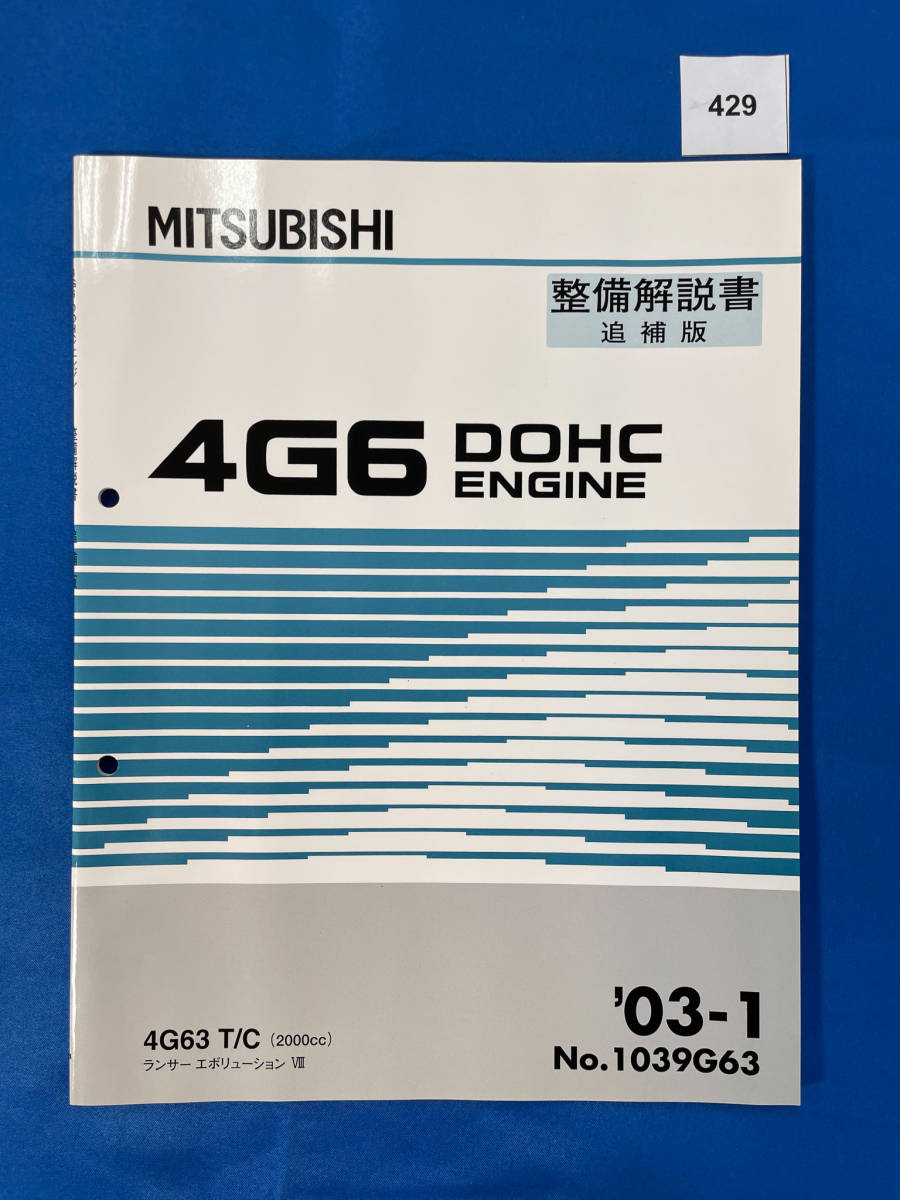 429
MITSUBISHI
整備解説書
追補版
4G6 DOHC
ENGINE
'03-1
No.1039G63
4G63 T/C (2000cc)
ランサー エボリューション Ⅷ